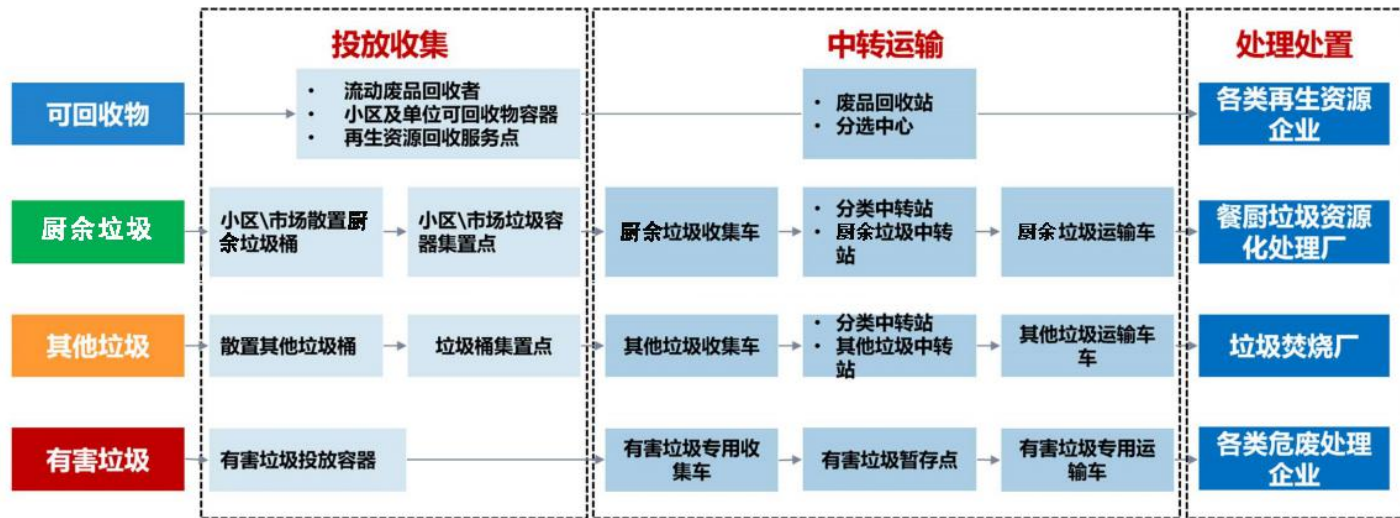 投放收集
中转运输
处理处置
可回收物
• 流动废品回收者
• 小区及单位可回收物容器
• 再生资源回收服务点
• 废品回收站
• 分选中心
各类再生资源
企业
厨余垃圾
小区\市场散置厨
余垃圾桶
小区\市场垃圾容
器集置点
厨余垃圾收集车
• 分类中转站
• 厨余垃圾中转
站
厨余垃圾运输车
餐厨垃圾资源
化处理厂
其他垃圾
散置其他垃圾桶
垃圾桶集置点
其他垃圾收集车
• 分类中转站
• 其他垃圾中转
站
其他垃圾运输车
车
垃圾焚烧厂
有害垃圾
有害垃圾投放容器
有害垃圾专用收
集车
有害垃圾暂存点
有害垃圾专用运
输车
各类危废处理
企业